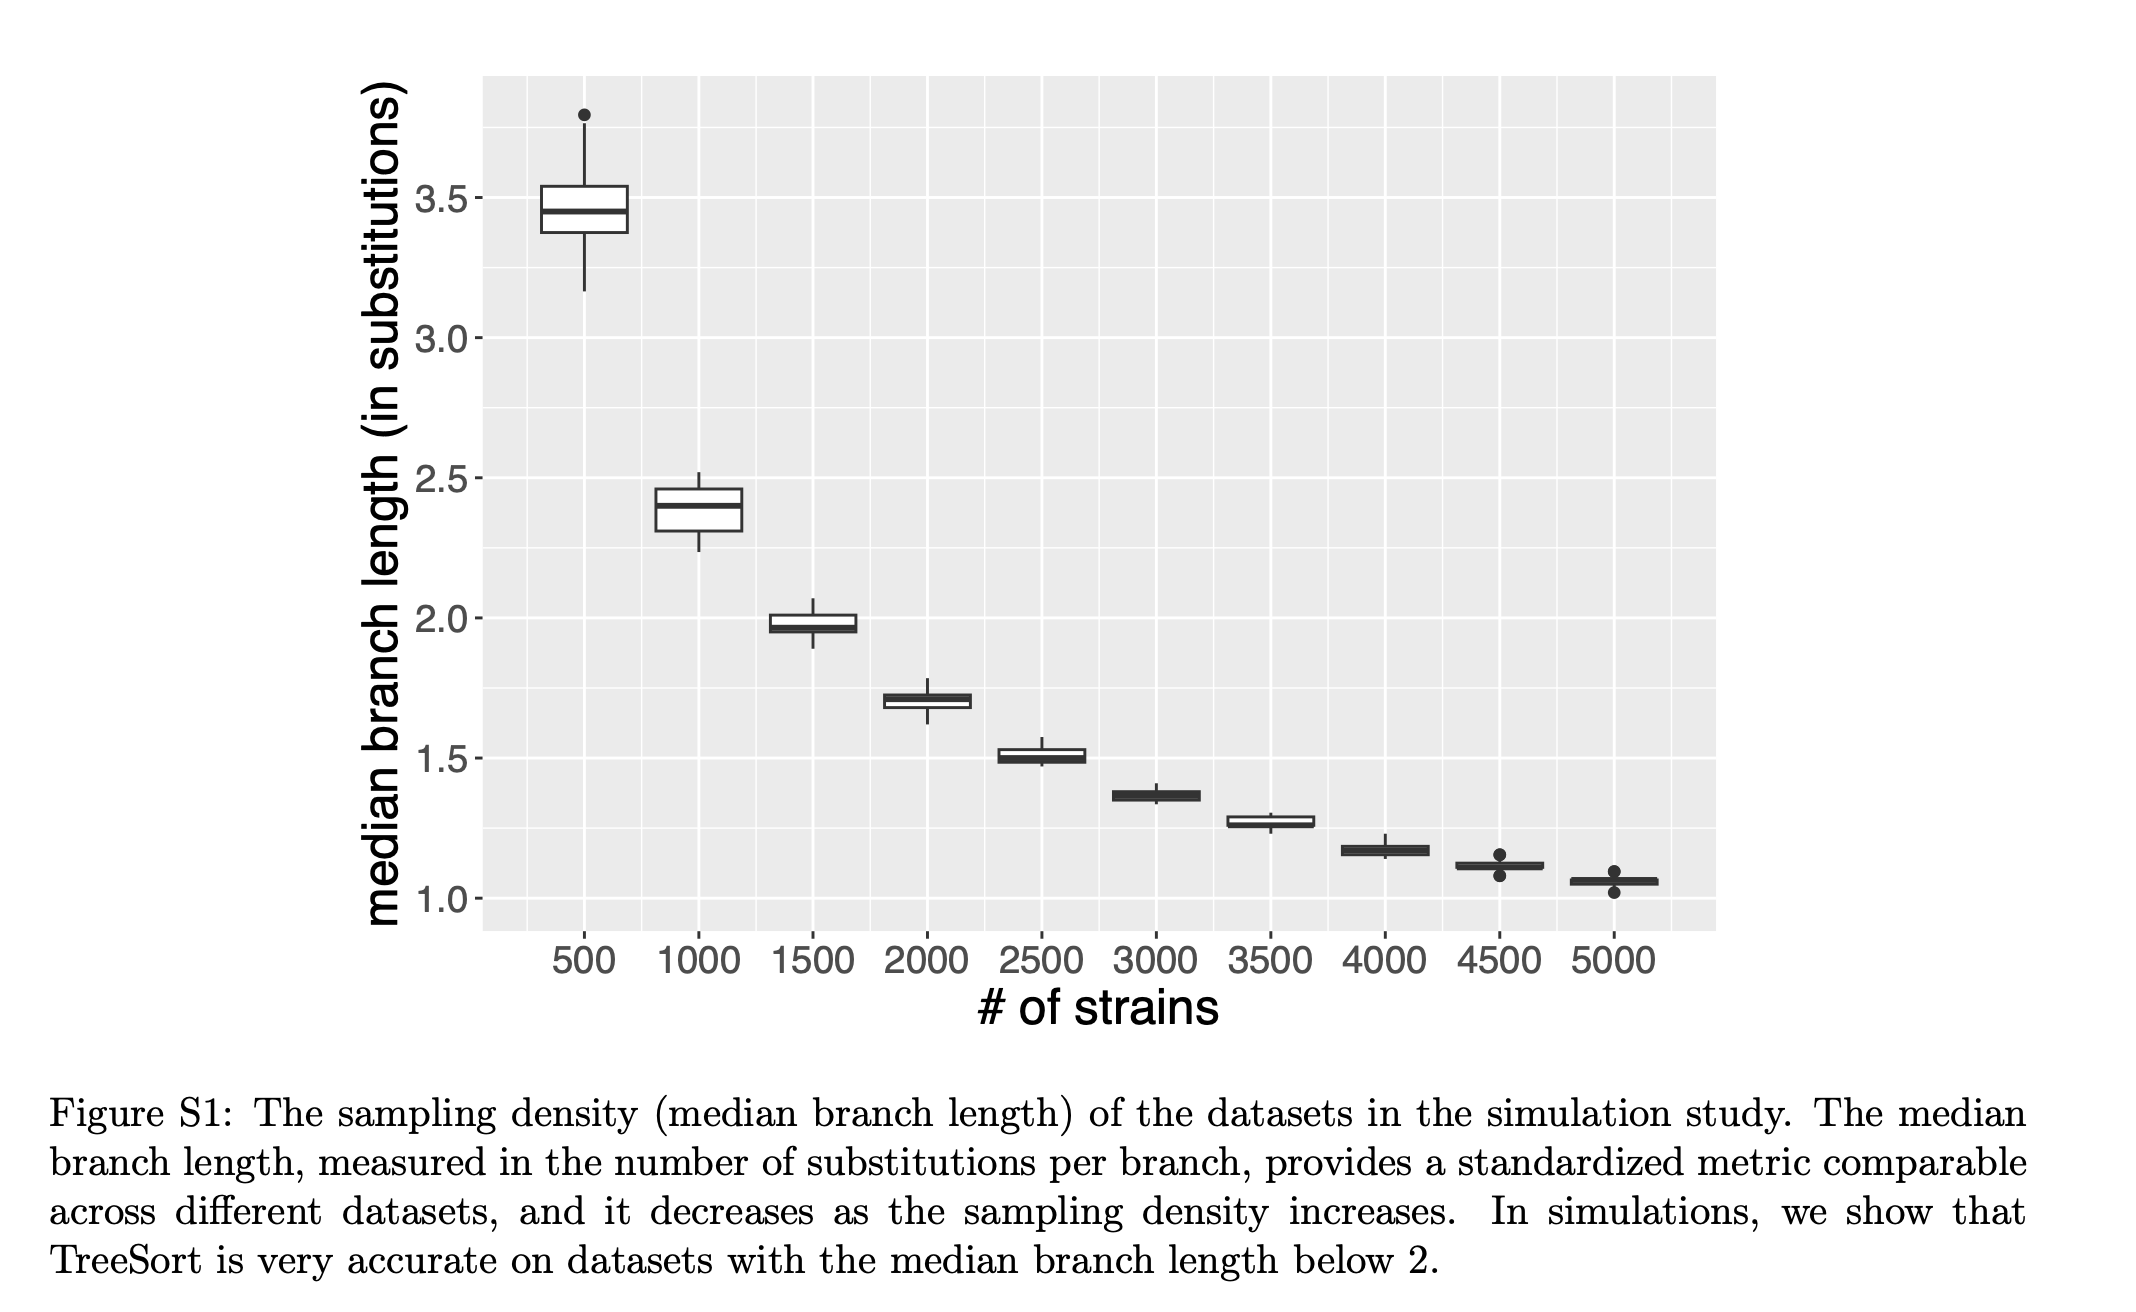 median branch length (in substitutions)
3.5
3.0
2.5
2.0
1.5
1.0
500 1000 1500 2000 2500 3000 3500 4000 4500 5000
# of strains
Figure S1: The sampling density (median branch length) of the datasets in the simulation study. The median
branch length, measured in the number of substitutions per branch, provides a standardized metric comparable
across different datasets, and it decreases as the sampling density increases. In simulations, we show that
TreeSort is very accurate on datasets with the median branch length below 2.